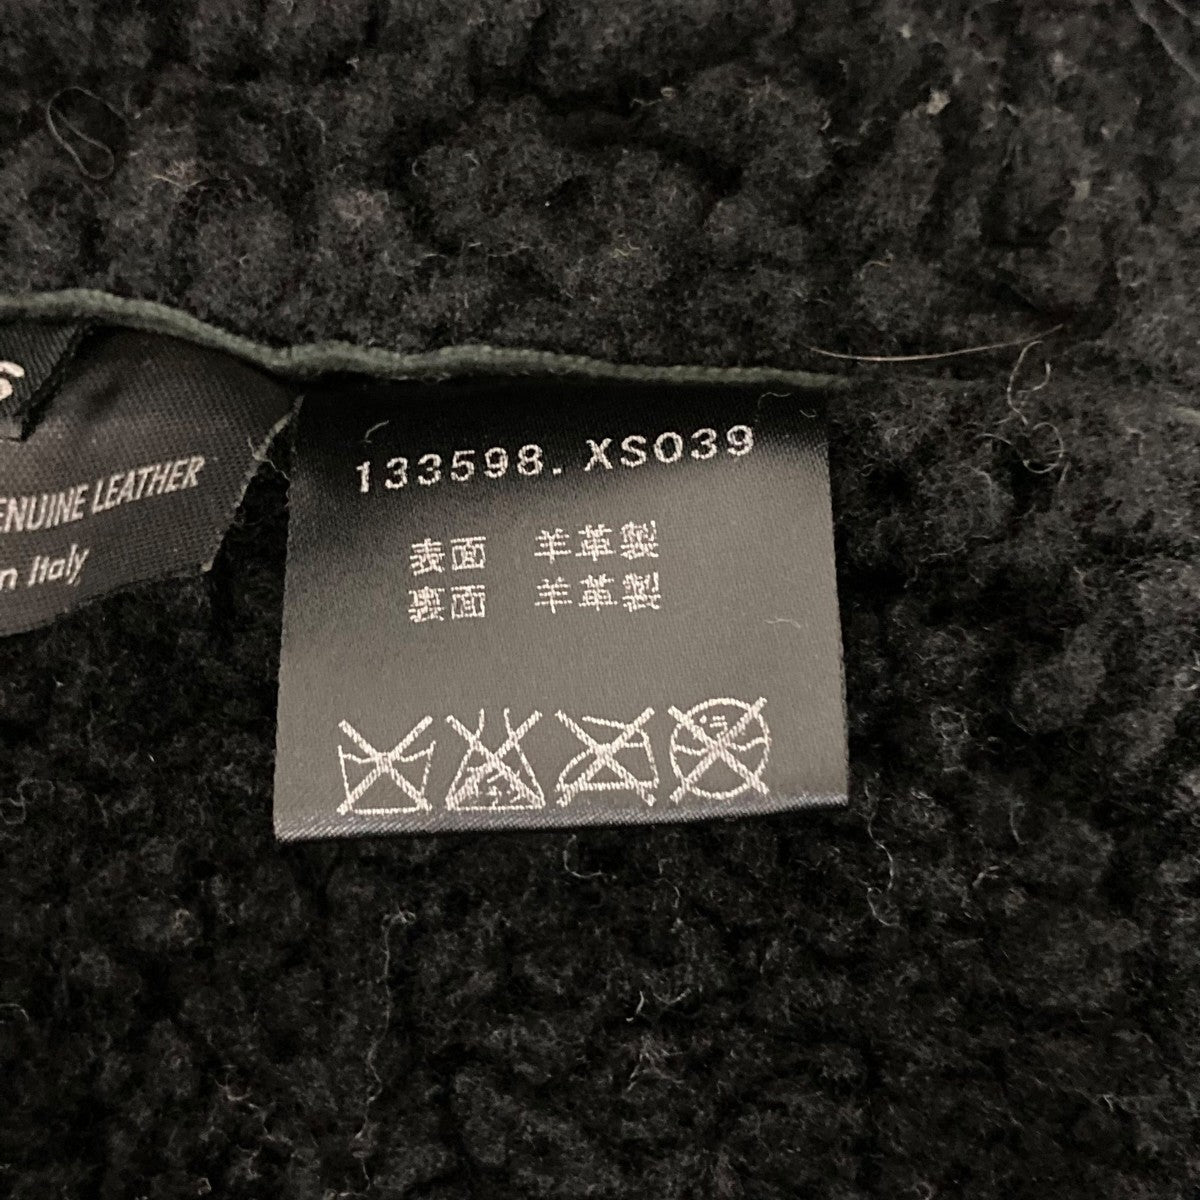 S
ENUINE LEATHER
n Italy
133598.XS039
表面 羊革製
裏面 羊革製